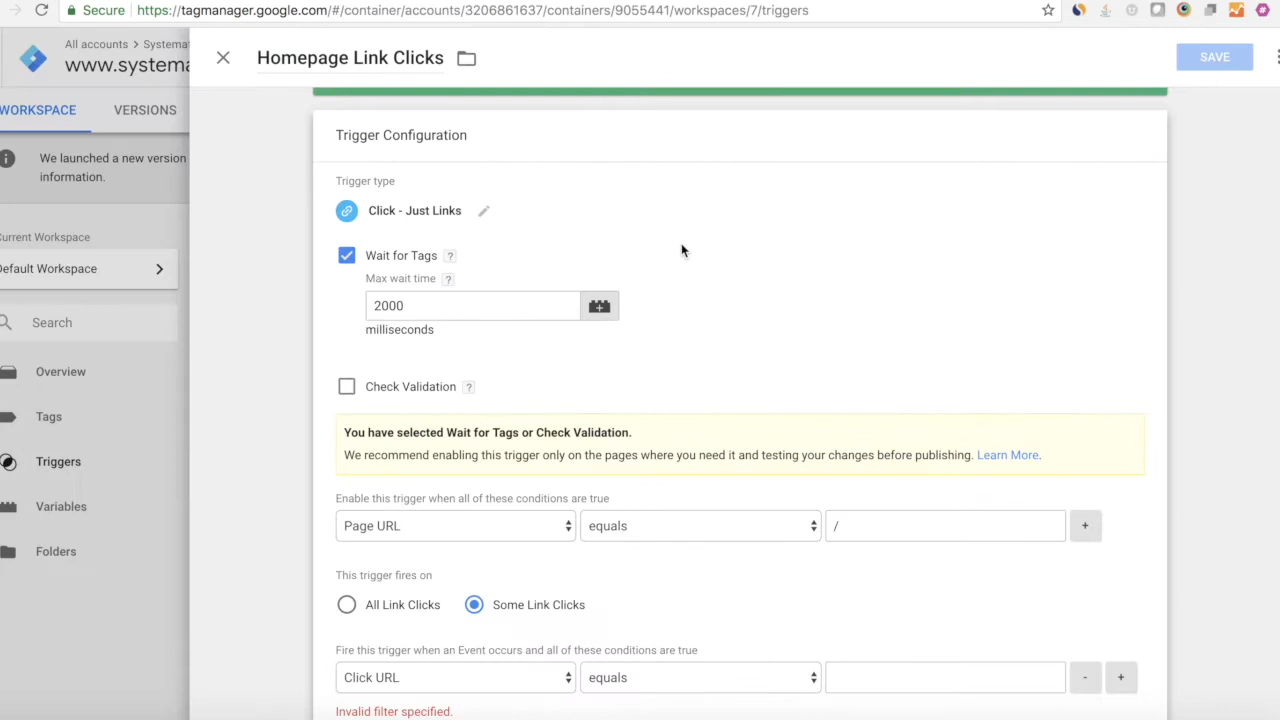 Secure https://tagmanager.google.com/#/container/accounts/3206861637/containers/9055441/workspaces/7/triggers
All accounts > Systema
www.systema
Homepage Link Clicks
SAVE
WORKSPACE VERSIONS
We launched a new version
information.
Current Workspace
Default Workspace
Search
Overview
Tags
Triggers
Variables
Folders
Trigger Configuration
Trigger type
Click - Just Links
Wait for Tags ?
Max wait time ?
2000
milliseconds
Check Validation ?
You have selected Wait for Tags or Check Validation.
We recommend enabling this trigger only on the pages where you need it and testing your changes before publishing. Learn More.
Enable this trigger when all of these conditions are true
Page URL equals / +
This trigger fires on
All Link Clicks Some Link Clicks
Fire this trigger when an Event occurs and all of these conditions are true
Click URL equals - +
Invalid filter specified.